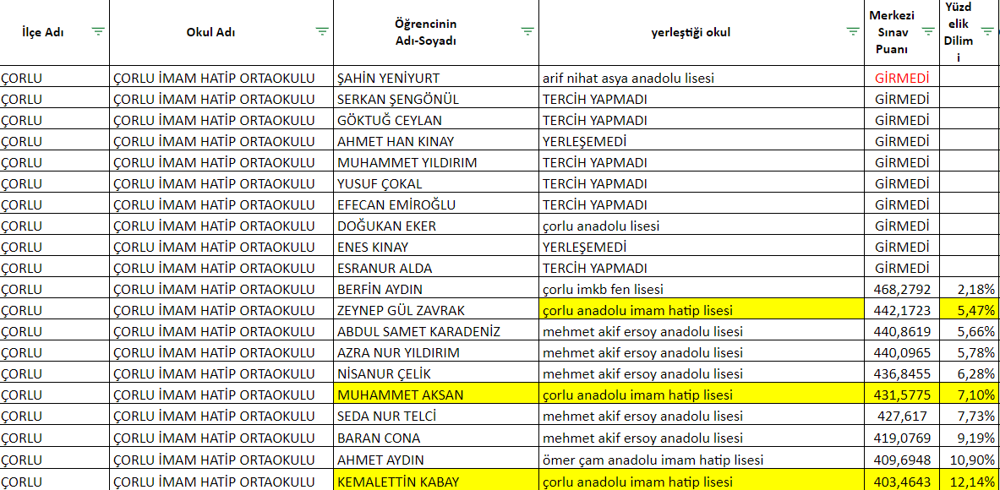 İlçe Adı Okul Adı Öğrencinin Adı-Soyadı yerleştiği okul Merkezi Sınav Puanı Yüzdelik Dilimi
ÇORLU ÇORLU İMAM HATİP ORTAOKULU ŞAHİN YENİYURT arif nihat asya anadolu lisesi GİRMEDİ
ÇORLU ÇORLU İMAM HATİP ORTAOKULU SERKAN ŞENGÖNÜL TERCİH YAPMADI GİRMEDİ
ÇORLU ÇORLU İMAM HATİP ORTAOKULU GÖKTUĞ CEYLAN TERCİH YAPMADI GİRMEDİ
ÇORLU ÇORLU İMAM HATİP ORTAOKULU AHMET HAN KINAY YERLEŞEMEDİ GİRMEDİ
ÇORLU ÇORLU İMAM HATİP ORTAOKULU MUHAMMET YILDIRIM TERCİH YAPMADI GİRMEDİ
ÇORLU ÇORLU İMAM HATİP ORTAOKULU YUSUF ÇOKAL TERCİH YAPMADI GİRMEDİ
ÇORLU ÇORLU İMAM HATİP ORTAOKULU EFECAN EMİROĞLU TERCİH YAPMADI GİRMEDİ
ÇORLU ÇORLU İMAM HATİP ORTAOKULU DOĞUKAN EKER çorlu anadolu lisesi GİRMEDİ
ÇORLU ÇORLU İMAM HATİP ORTAOKULU ENES KINAY YERLEŞEMEDİ GİRMEDİ
ÇORLU ÇORLU İMAM HATİP ORTAOKULU ESRANUR ALDA TERCİH YAPMADI GİRMEDİ
ÇORLU ÇORLU İMAM HATİP ORTAOKULU BERFİN AYDIN çorlu imkb fen lisesi 468,2792 2,18%
ÇORLU ÇORLU İMAM HATİP ORTAOKULU ZEYNEP GÜL ZAVRAK çorlu anadolu imam hatip lisesi 442,1723 5,47%
ÇORLU ÇORLU İMAM HATİP ORTAOKULU ABDUL SAMET KARADENİZ mehmet akif ersoy anadolu lisesi 440,8619 5,66%
ÇORLU ÇORLU İMAM HATİP ORTAOKULU AZRA NUR YILDIRIM mehmet akif ersoy anadolu lisesi 440,0965 5,78%
ÇORLU ÇORLU İMAM HATİP ORTAOKULU NİSANUR ÇELİK mehmet akif ersoy anadolu lisesi 436,8455 6,28%
ÇORLU ÇORLU İMAM HATİP ORTAOKULU MUHAMMET AKSAN çorlu anadolu imam hatip lisesi 431,5775 7,10%
ÇORLU ÇORLU İMAM HATİP ORTAOKULU SEDA NUR TELCİ mehmet akif ersoy anadolu lisesi 427,617 7,73%
ÇORLU ÇORLU İMAM HATİP ORTAOKULU BARAN CONA mehmet akif ersoy anadolu lisesi 419,0769 9,19%
ÇORLU ÇORLU İMAM HATİP ORTAOKULU AHMET AYDIN ömer çam anadolu imam hatip lisesi 409,6948 10,90%
ÇORLU ÇORLU İMAM HATİP ORTAOKULU KEMALETTİN KABAY çorlu anadolu imam hatip lisesi 403,4643 12,14%